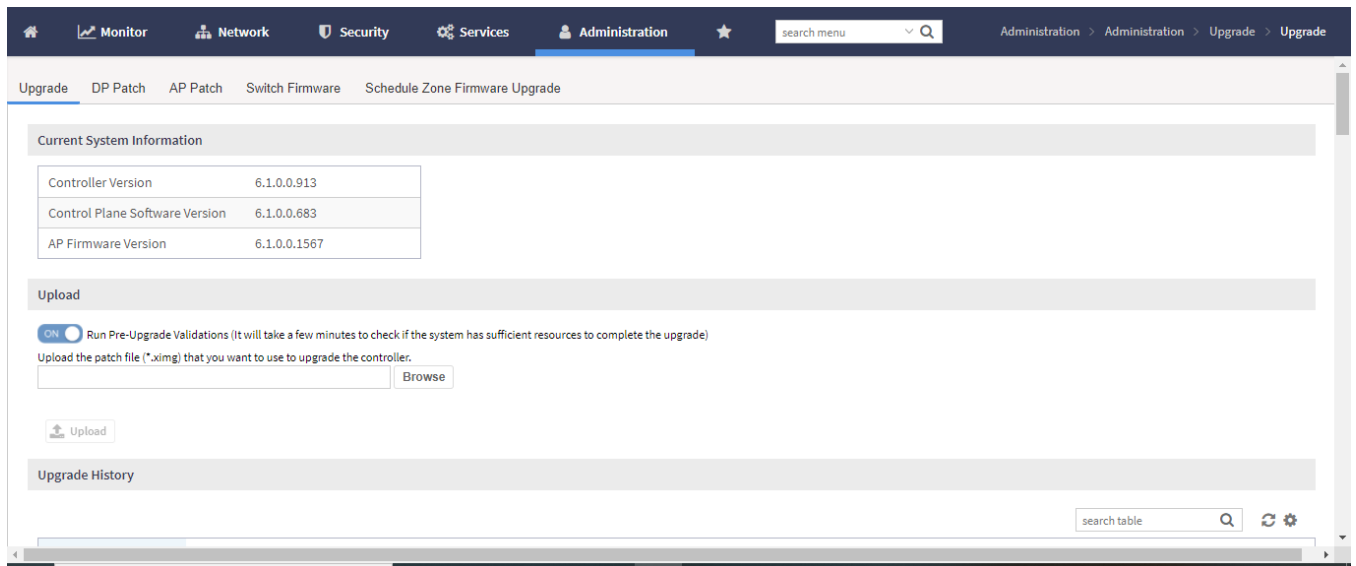 Monitor Network Security Services Administration search menu Administration > Administration > Upgrade > Upgrade
Upgrade DP Patch AP Patch Switch Firmware Schedule Zone Firmware Upgrade
Current System Information
Controller Version 6.1.0.0.913
Control Plane Software Version 6.1.0.0.683
AP Firmware Version 6.1.0.0.1567
Upload
ON Run Pre-Upgrade Validations (It will take a few minutes to check if the system has sufficient resources to complete the upgrade)
Upload the patch file (*.ximg) that you want to use to upgrade the controller.
Browse
Upload
Upgrade History
search table